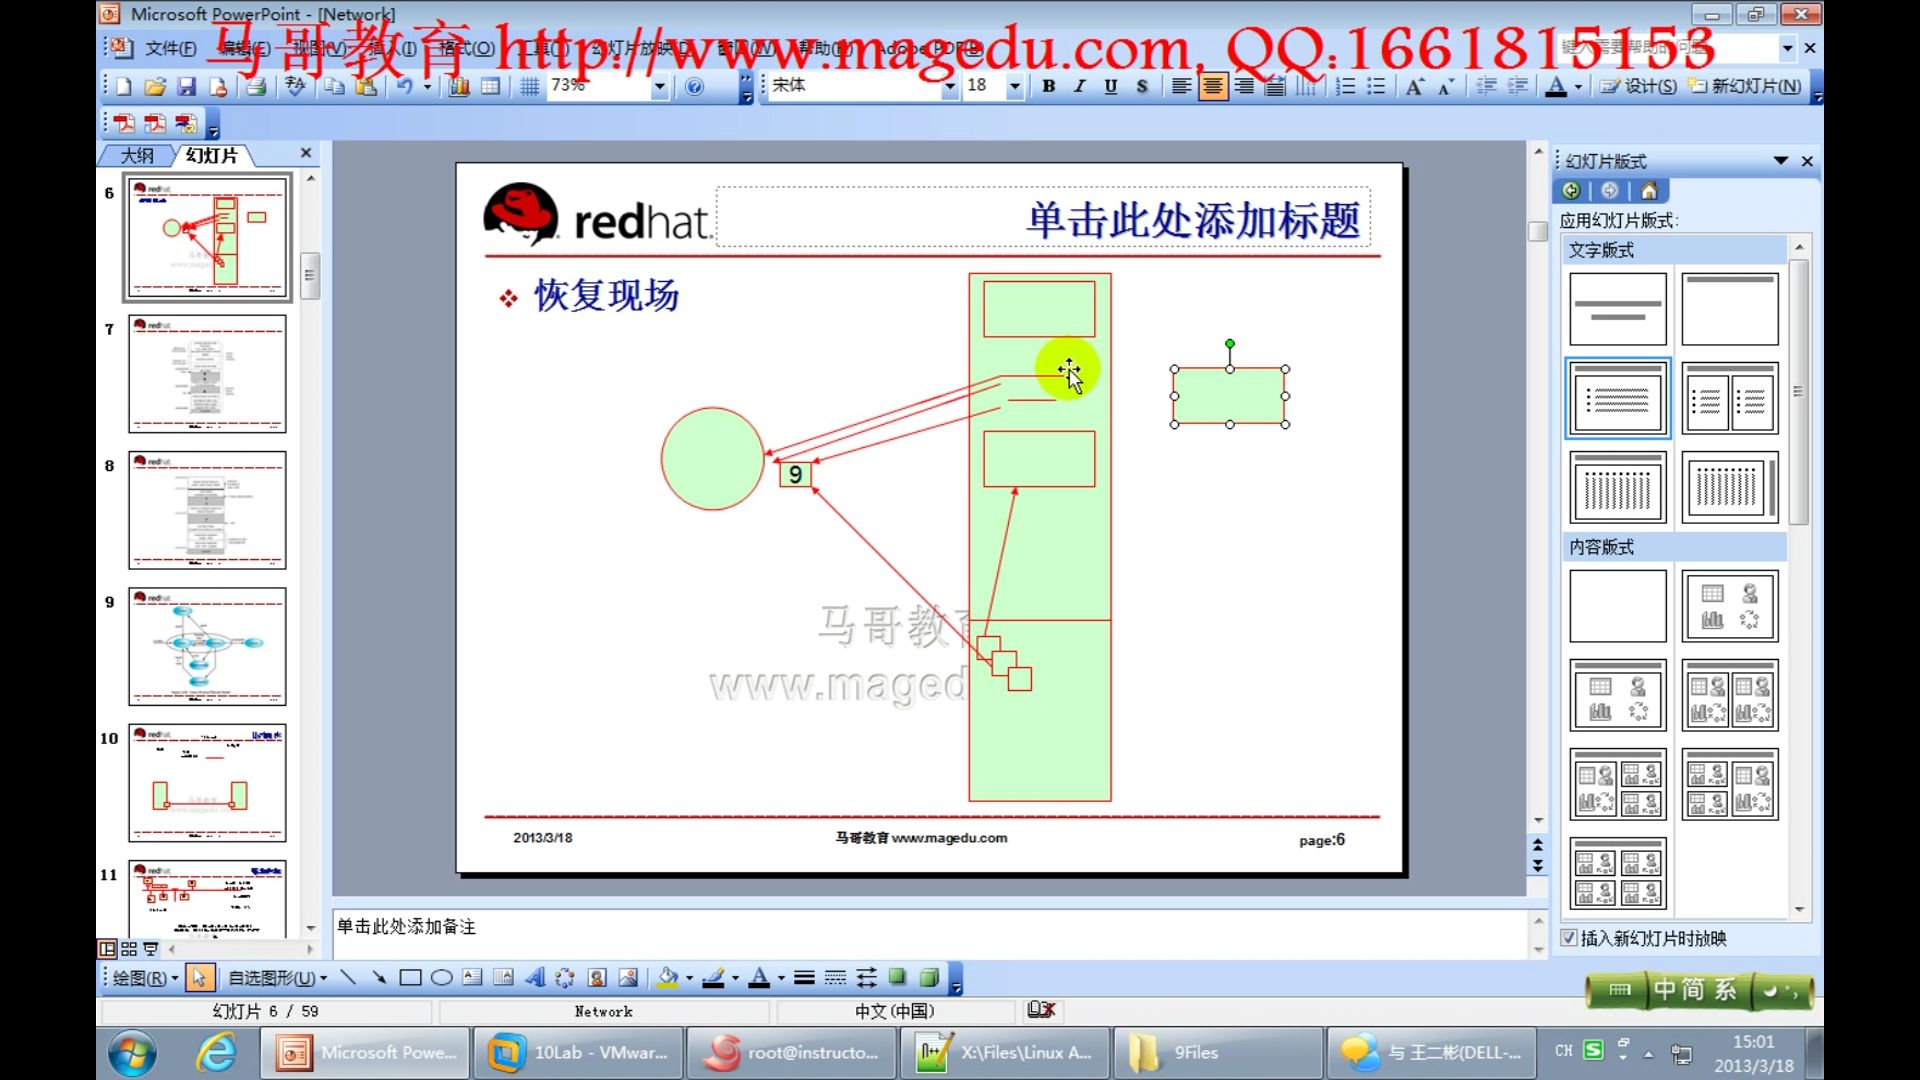 Microsoft PowerPoint - [Network]
马哥教育 http://www.magedu.com, QQ:1661815153
文件(F) 编辑(E) 视图(V) 插入(I) 格式(O) 工具(T) 幻灯片放映(D) 窗口(W) 帮助(H) Adobe PDF(B) 键入需要帮助的问题
73% 宋体 18 B I U S 设计(S) 新幻灯片(N)
大纲 幻灯片
幻灯片版式
应用幻灯片版式:
文字版式
内容版式
插入新幻灯片时放映
6
7
8
9
10
11
redhat.
单击此处添加标题
恢复现场
9
马哥教育
www.maged
2013/3/18
马哥教育 www.magedu.com
page:6
单击此处添加备注
绘图(R) 自选图形(U)
幻灯片 6 / 59
Network
中文(中国)
中简系
Microsoft Powe...
10Lab - VMwar...
root@instructo...
X:\Files\Linux A...
9Files
与 王二彬(DELL-...
CH
15:01
2013/3/18